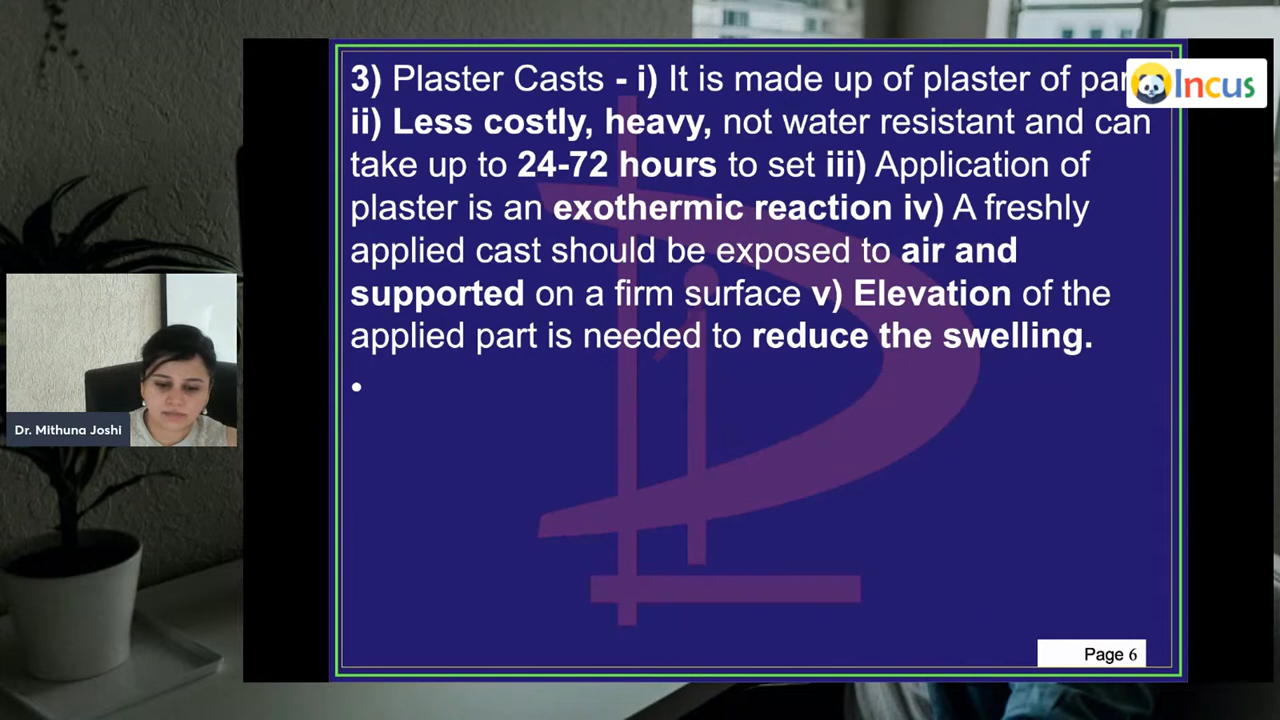 3) Plaster Casts - i) It is made up of plaster of
ii) Less costly, heavy, not water resistant and can
take up to 24-72 hours to set iii) Application of
plaster is an exothermic reaction iv) A freshly
applied cast should be exposed to air and
supported on a firm surface v) Elevation of the
applied part is needed to reduce the swelling.
•
Incus
Dr. Mithuna Joshi
Page 6